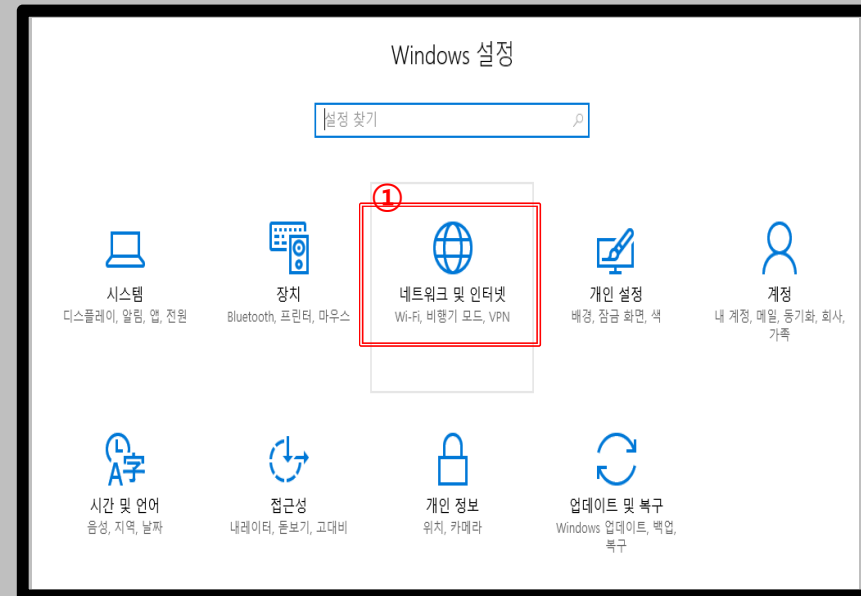 Windows 설정
설정 찾기
①
시스템
디스플레이, 알림, 앱, 전원
장치
Bluetooth, 프린터, 마우스
네트워크 및 인터넷
Wi-Fi, 비행기 모드, VPN
개인 설정
배경, 잠금 화면, 색
계정
내 계정, 메일, 동기화, 회사,
가족
시간 및 언어
음성, 지역, 날짜
접근성
내레이터, 돋보기, 고대비
개인 정보
위치, 카메라
업데이트 및 복구
Windows 업데이트, 백업,
복구